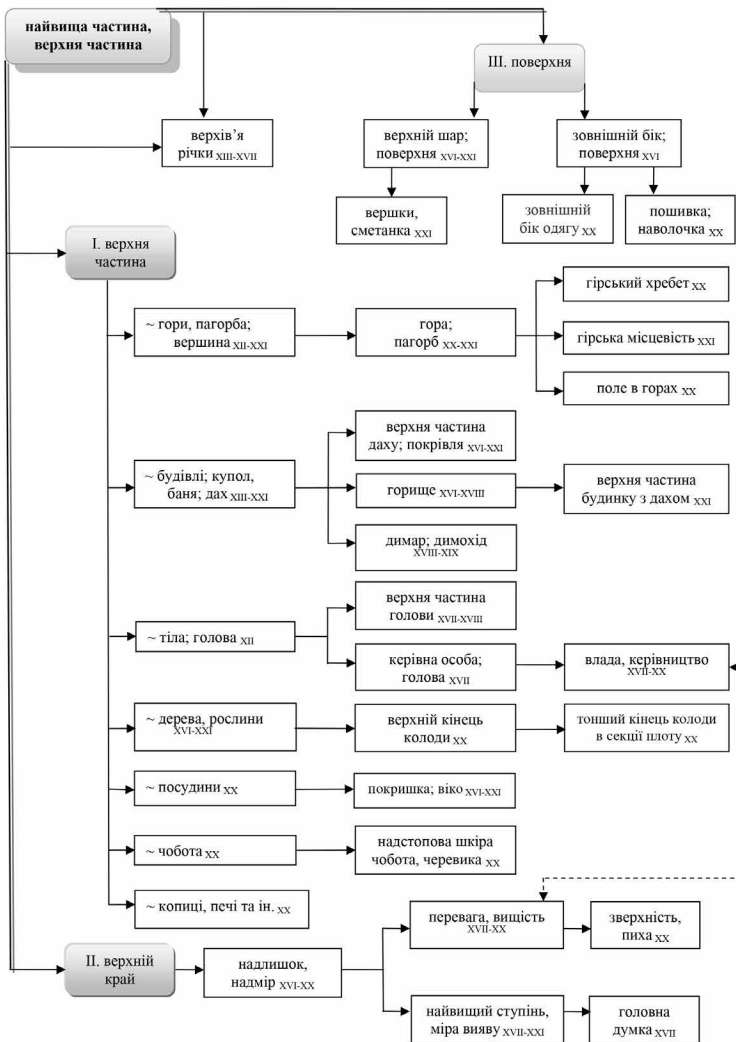 найвища частина,
верхня частина
ІІІ. поверхня
верхів’я
річки XIII-XVII
верхній шар;
поверхня XVI-XXI
зовнішній бік;
поверхня XVI
вершки,
сметанка XXI
зовнішній
бік одягу XX
пошивка;
наволочка XX
І. верхня
частина
~ гори, пагорба;
вершина XII-XXI
гора;
пагорб XX-XXI
гірський хребет XX
гірська місцевість XXI
поле в горах XX
~ будівлі; купол,
баня; дах XIII-XXI
верхня частина
даху; покрівля XVI-XXI
горище XVI-XVIII
верхня частина
будинку з дахом XXI
димар; димохід
XVIII-XIX
~ тіла; голова XII
верхня частина
голови XVII-XVIII
керівна особа;
голова XVII
влада, керівництво
XVII-XX
~ дерева, рослини
XVI-XXI
верхній кінець
колоди XX
тонший кінець колоди
в секції плоту XX
~ посудини XX
покришка; віко XVI-XXI
~ чобота XX
надстопова шкіра
чобота, черевика XX
~ копиці, печі та ін. XX
ІІ. верхній
край
надлишок,
надмір XVI-XX
перевага, вищість
XVII-XX
зверхність,
пиха XX
найвищий ступінь,
міра вияву XVII-XXI
головна
думка XVII